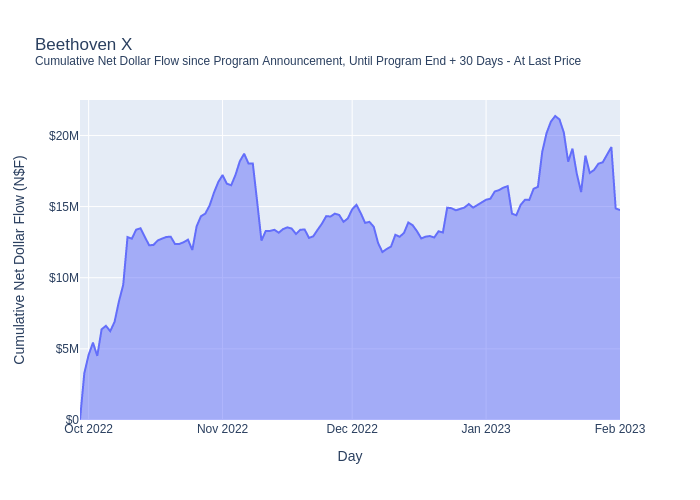 Beethoven X
Cumulative Net Dollar Flow since Program Announcement, Until Program End + 30 Days - At Last Price
Cumulative Net Dollar Flow (N$F)
$20M
$15M
$10M
$5M
$0
Oct 2022
Nov 2022
Dec 2022
Jan 2023
Feb 2023
Day